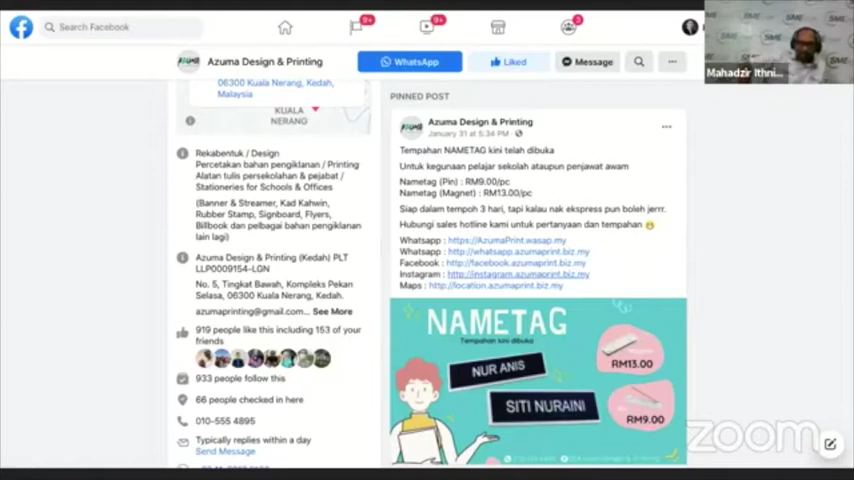 Search Facebook
9+
9+
3
SME
Mahadzir Ithni...
Azuma Design & Printing
WhatsApp
Liked
Message
06300 Kuala Nerang, Kedah,
Malaysia
KUALA
NERANG
Rekabentuk / Design
Percetakan bahan pengiklanan / Printing
Alatan tulis persekolahan & pejabat /
Stationeries for Schools & Offices
(Banner & Streamer, Kad Kahwin,
Rubber Stamp, Signboard, Flyers,
Billbook dan pelbagai bahan pengiklanan
lain lagi)
Azuma Design & Printing (Kedah) PLT
LLP0009154-LGN
No. 5, Tingkat Bawah, Kompleks Pekan
Selasa, 06300 Kuala Nerang, Kedah.
azumaprinting@gmail.com... See More
919 people like this including 153 of your
friends
933 people follow this
66 people checked in here
010-555 4895
Typically replies within a day
Send Message
PINNED POST
Azuma Design & Printing
January 31 at 5:34 PM
Tempahan NAMETAG kini telah dibuka
Untuk kegunaan pelajar sekolah ataupun penjawat awam
Nametag (Pin) : RM9.00/pc
Nametag (Magnet) : RM13.00/pc
Siap dalam tempoh 3 hari, tapi kalau nak ekspress pun boleh jerrr.
Hubungi sales hotline kami untuk pertanyaan dan tempahan
Whatsapp : https://AzumaPrint.wasap.my
Whatsapp : http://whatsapp.azumaprint.biz.my
Facebook : http://facebook.azumaprint.biz.my
Instagram : http://instagram.azumaprint.biz.my
Maps : http://location.azumaprint.biz.my
NAMETAG
Tempahan kini dibuka
NUR ANIS
SITI NURAINI
RM13.00
RM9.00
zoom